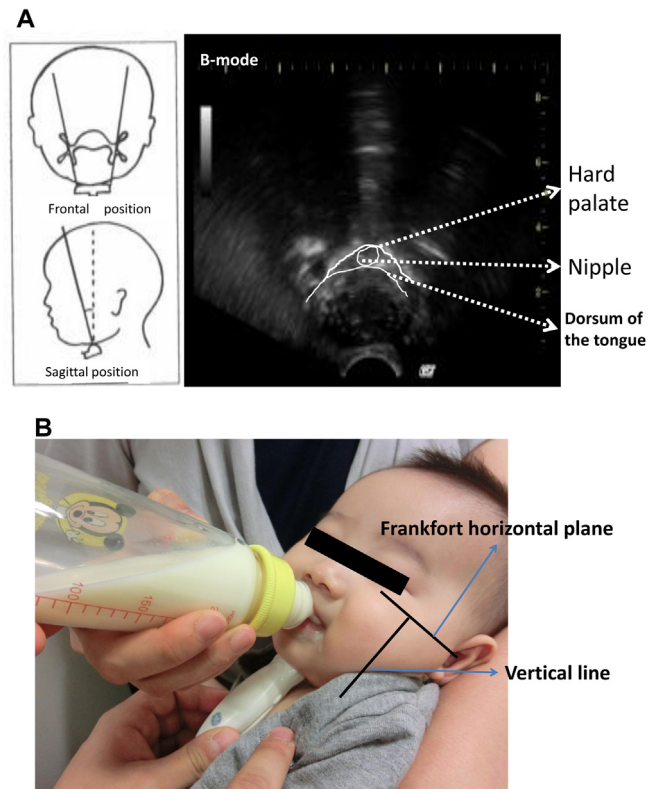 A
B-mode
Frontal position
Sagittal position
Hard
palate
Nipple
Dorsum of
the tongue
B
Frankfort horizontal plane
Vertical line
100
150